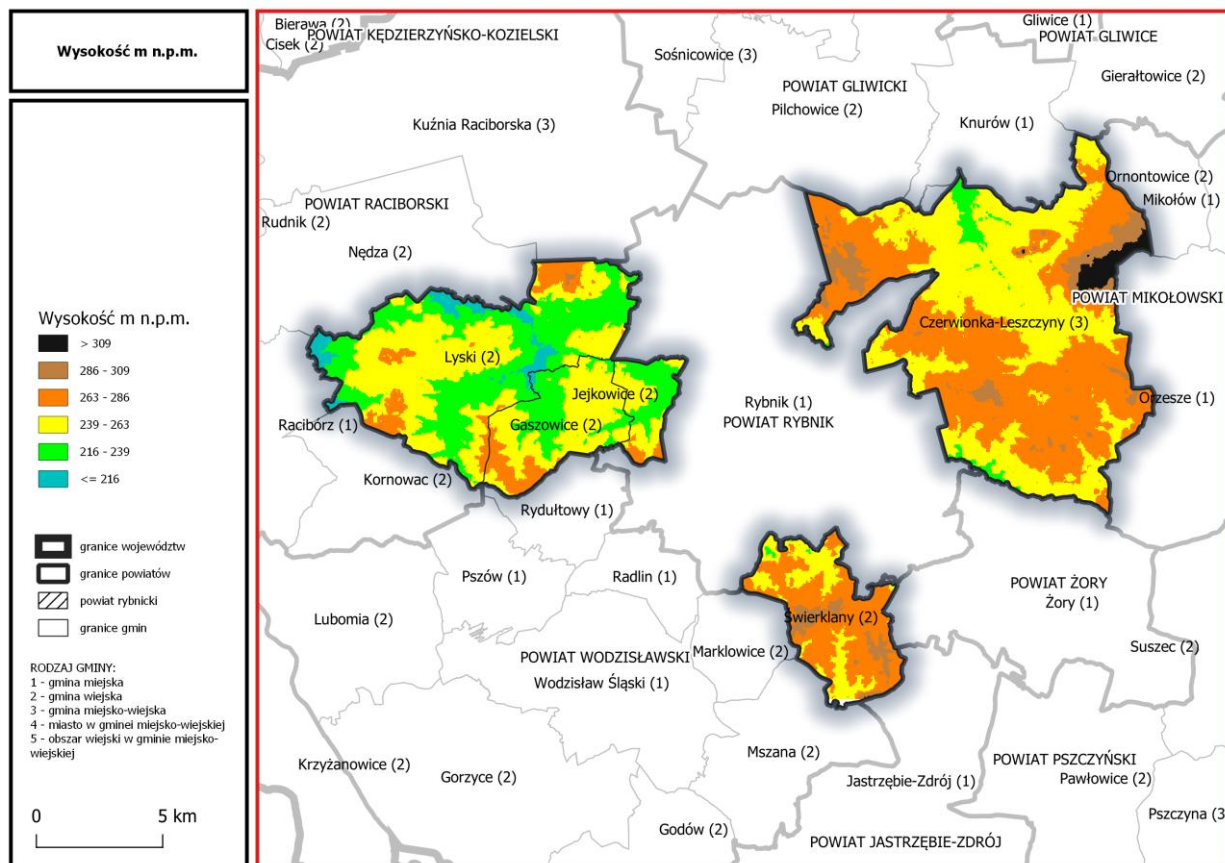 Wysokość m n.p.m.
Wysokość m n.p.m.
> 309
286 - 309
263 - 286
239 - 263
216 - 239
<= 216
granice województw
granice powiatów
powiat rybnicki
granice gmin
RODZAJ GMINY:
1 - gmina miejska
2 - gmina wiejska
3 - gmina miejsko-wiejska
4 - miasto w gminei miejsko-wiejskiej
5 - obszar wiejski w gminie miejsko-
wiejskiej
0 5 km
Bierawa (2)
Cisek (2)
POWIAT KĘDZIERZYŃSKO-KOZIELSKI
Gliwice (1)
POWIAT GLIWICE
Sośnicowice (3)
Gierałtowice (2)
POWIAT GLIWICKI
Pilchowice (2)
Kuźnia Raciborska (3)
Knurów (1)
Ornontowice (2)
Mikołów (1)
POWIAT RACIBORSKI
Rudnik (2)
Nędza (2)
POWIAT MIKOŁOWSKI
Czerwionka-Leszczyny (3)
Lyski (2)
Jejkowice (2)
Rybnik (1)
POWIAT RYBNIK
Orzesze (1)
Racibórz (1)
Gaszowice (2)
Kornowac (2)
Rydułtowy (1)
Pszów (1)
Radlin (1)
POWIAT ŻORY
Żory (1)
Lubomia (2)
Świerklany (2)
Suszec (2)
POWIAT WODZISŁAWSKI
Marklowice (2)
Wodzisław Śląski (1)
Krzyżanowice (2)
Gorzyce (2)
Mszana (2)
Jastrzębie-Zdrój (1)
POWIAT PSZCZYŃSKI
Pawłowice (2)
Pszczyna (3)
Godów (2)
POWIAT JASTRZĘBIE-ZDRÓJ